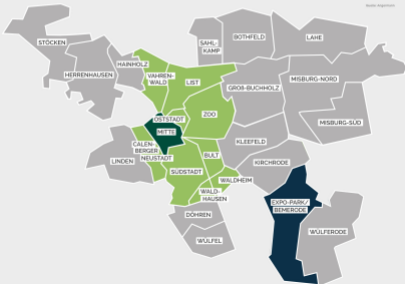 STÖCKEN
HERRENHAUSEN
HAINHOLZ
VAHREN-
WALD
LIST
SAHL-
KAMP
BOTHFELD
LAHE
GROß-BUCHHOLZ
MISBURG-NORD
MISBURG-SÜD
ZOO
OSTSTADT
MITTE
CALEN-
BERGER
NEUSTADT
LINDEN
SÜDSTADT
BULT
KLEEFELD
KIRCHRODE
WALDHEIM
WALD-
HAUSEN
DÖHREN
WÜLFEL
EXPO-PARK/
BEMERODE
WÜLFERODE